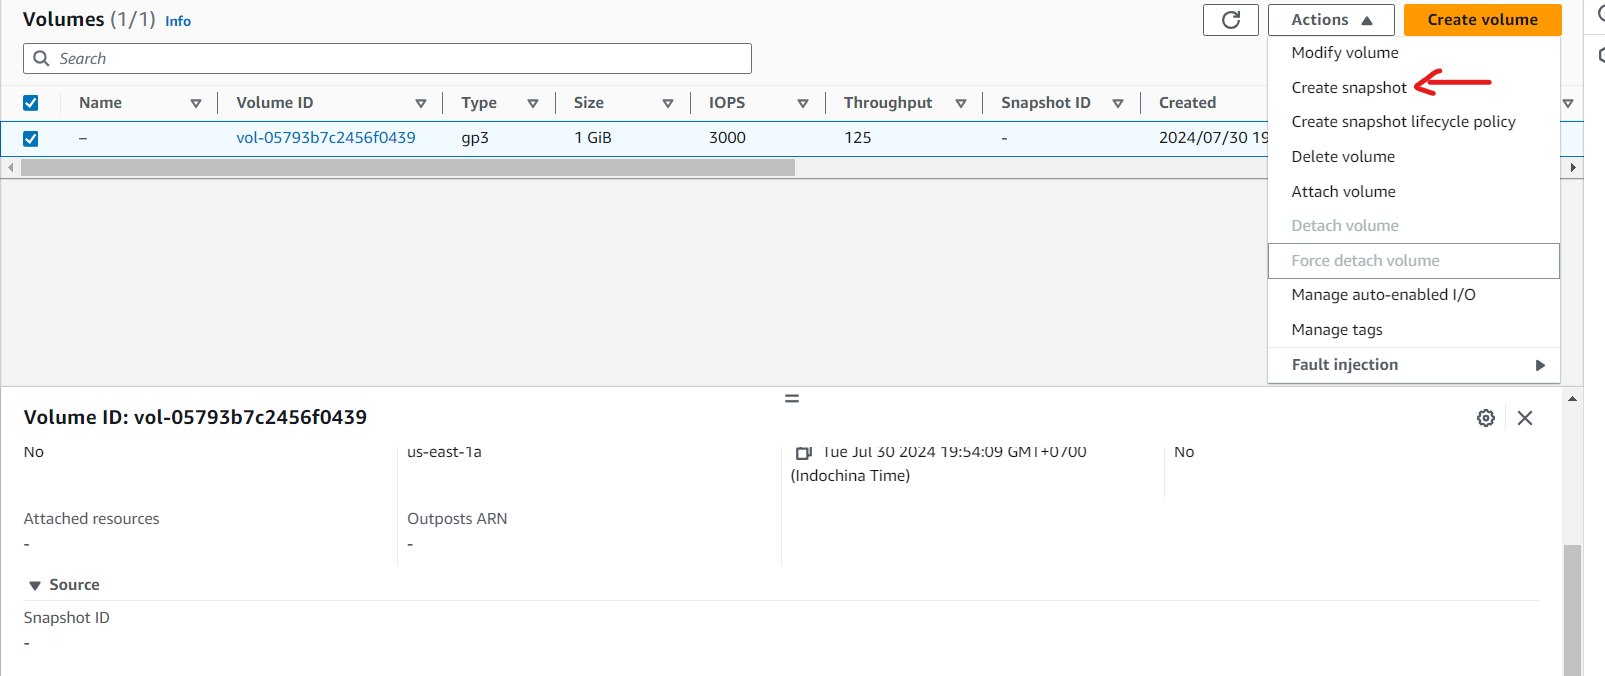 Volumes (1/1) Info
Actions
Create volume
Search
Name Volume ID Type Size IOPS Throughput Snapshot ID Created
– vol-05793b7c2456f0439 gp3 1 GiB 3000 125 - 2024/07/30 19
Modify volume
Create snapshot
Create snapshot lifecycle policy
Delete volume
Attach volume
Detach volume
Force detach volume
Manage auto-enabled I/O
Manage tags
Fault injection
Volume ID: vol-05793b7c2456f0439
No us-east-1a Tue Jul 30 2024 19:54:09 GMT+0700 No
(Indochina Time)
Attached resources Outposts ARN
- -
Source
Snapshot ID
-